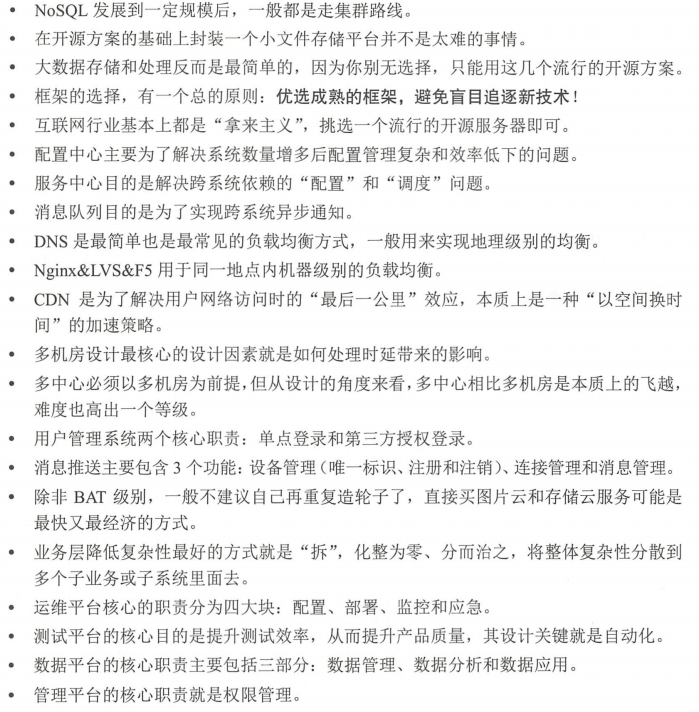 • NoSQL 发展到一定规模后，一般都是走集群路线。
• 在开源方案的基础上封装一个小文件存储平台并不是太难的事情。
• 大数据存储和处理反而是最简单的，因为你别无选择，只能用这几个流行的开源方案。
• 框架的选择，有一个总的原则：优选成熟的框架，避免盲目追逐新技术！
• 互联网行业基本上都是“拿来主义”，挑选一个流行的开源服务器即可。
• 配置中心主要为了解决系统数量增多后配置管理复杂和效率低下的问题。
• 服务中心目的是解决跨系统依赖的“配置”和“调度”问题。
• 消息队列目的是为了实现跨系统异步通知。
• DNS 是最简单也是最常见的负载均衡方式，一般用来实现地理级别的均衡。
• Nginx&LVS&F5 用于同一地点内机器级别的负载均衡。
• CDN 是为了解决用户网络访问时的“最后一公里”效应，本质上是一种“以空间换时
间”的加速策略。
• 多机房设计最核心的设计因素就是如何处理时延带来的影响。
• 多中心必须以多机房为前提，但从设计的角度来看，多中心相比多机房是本质上的飞越，
难度也高出一个等级。
• 用户管理系统两个核心职责：单点登录和第三方授权登录。
• 消息推送主要包含 3 个功能：设备管理（唯一标识、注册和注销）、连接管理和消息管理。
• 除非 BAT 级别，一般不建议自己再重复造轮子了，直接买图片云和存储云服务可能是
最快又最经济的方式。
• 业务层降低复杂性最好的方式就是“拆”，化整为零、分而治之，将整体复杂性分散到
多个子业务或子系统里面去。
• 运维平台核心的职责分为四大块：配置、部署、监控和应急。
• 测试平台的核心目的是提升测试效率，从而提升产品质量，其设计关键就是自动化。
• 数据平台的核心职责主要包括三部分：数据管理、数据分析和数据应用。
• 管理平台的核心职责就是权限管理。